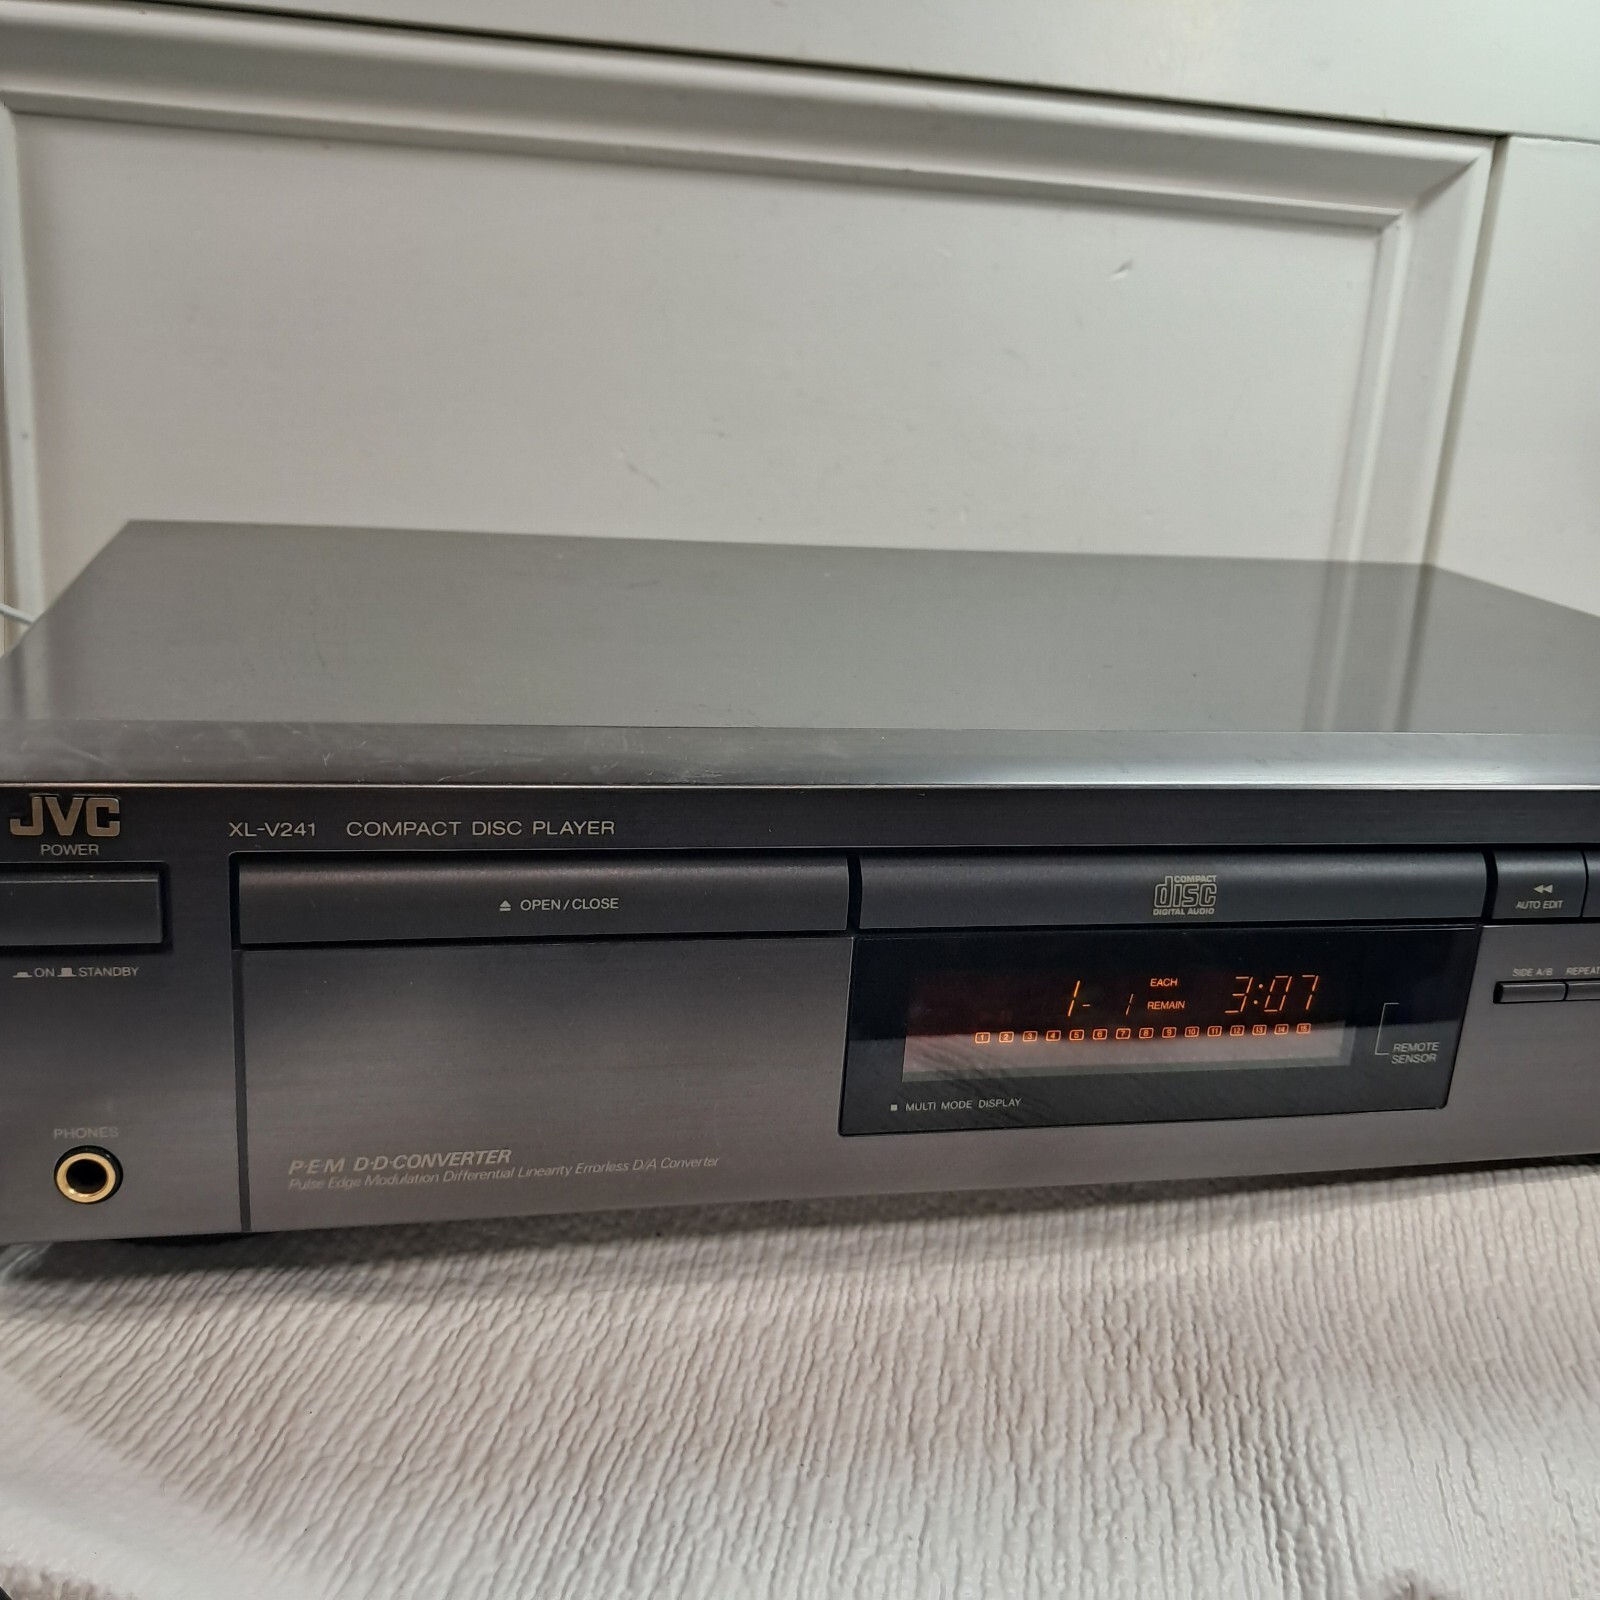 JVC
POWER
XL-V241 COMPACT DISC PLAYER
OPEN/CLOSE
COMPACT
disc
DIGITAL AUDIO
AUTO EDIT
ON STANDBY
SIDE A/B REPEAT
1- 1 EACH REMAIN 3:07
1 2 3 4 5 6 7 8 9 10 11 12 13 14 15
REMOTE
SENSOR
MULTI MODE DISPLAY
PHONES
P·E·M D·D·CONVERTER
Pulse Edge Modulation Differential Linearity Errorless D/A Converter